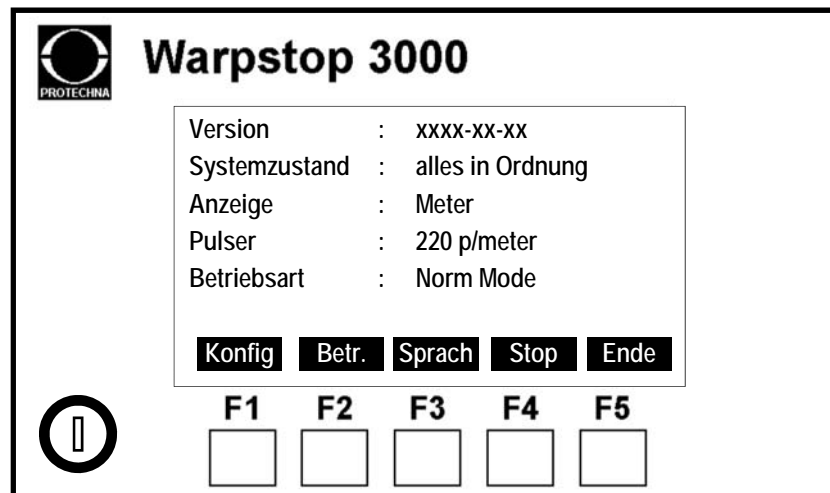 PROTECHNA
Warpstop 3000
Version : xxxx-xx-xx
Systemzustand : alles in Ordnung
Anzeige : Meter
Pulser : 220 p/meter
Betriebsart : Norm Mode
Konfig Betr. Sprach Stop Ende
F1 F2 F3 F4 F5